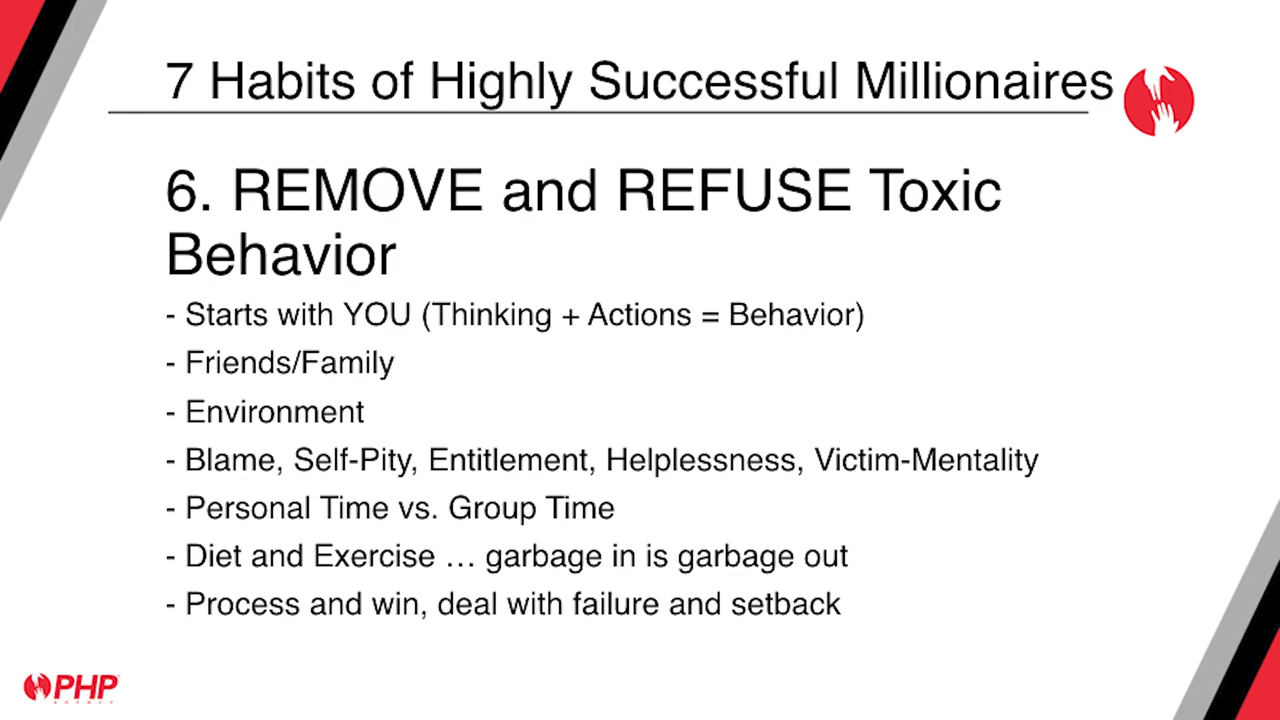 7 Habits of Highly Successful Millionaires
6. REMOVE and REFUSE Toxic
Behavior
- Starts with YOU (Thinking + Actions = Behavior)
- Friends/Family
- Environment
- Blame, Self-Pity, Entitlement, Helplessness, Victim-Mentality
- Personal Time vs. Group Time
- Diet and Exercise … garbage in is garbage out
- Process and win, deal with failure and setback
PHP
AGENCY